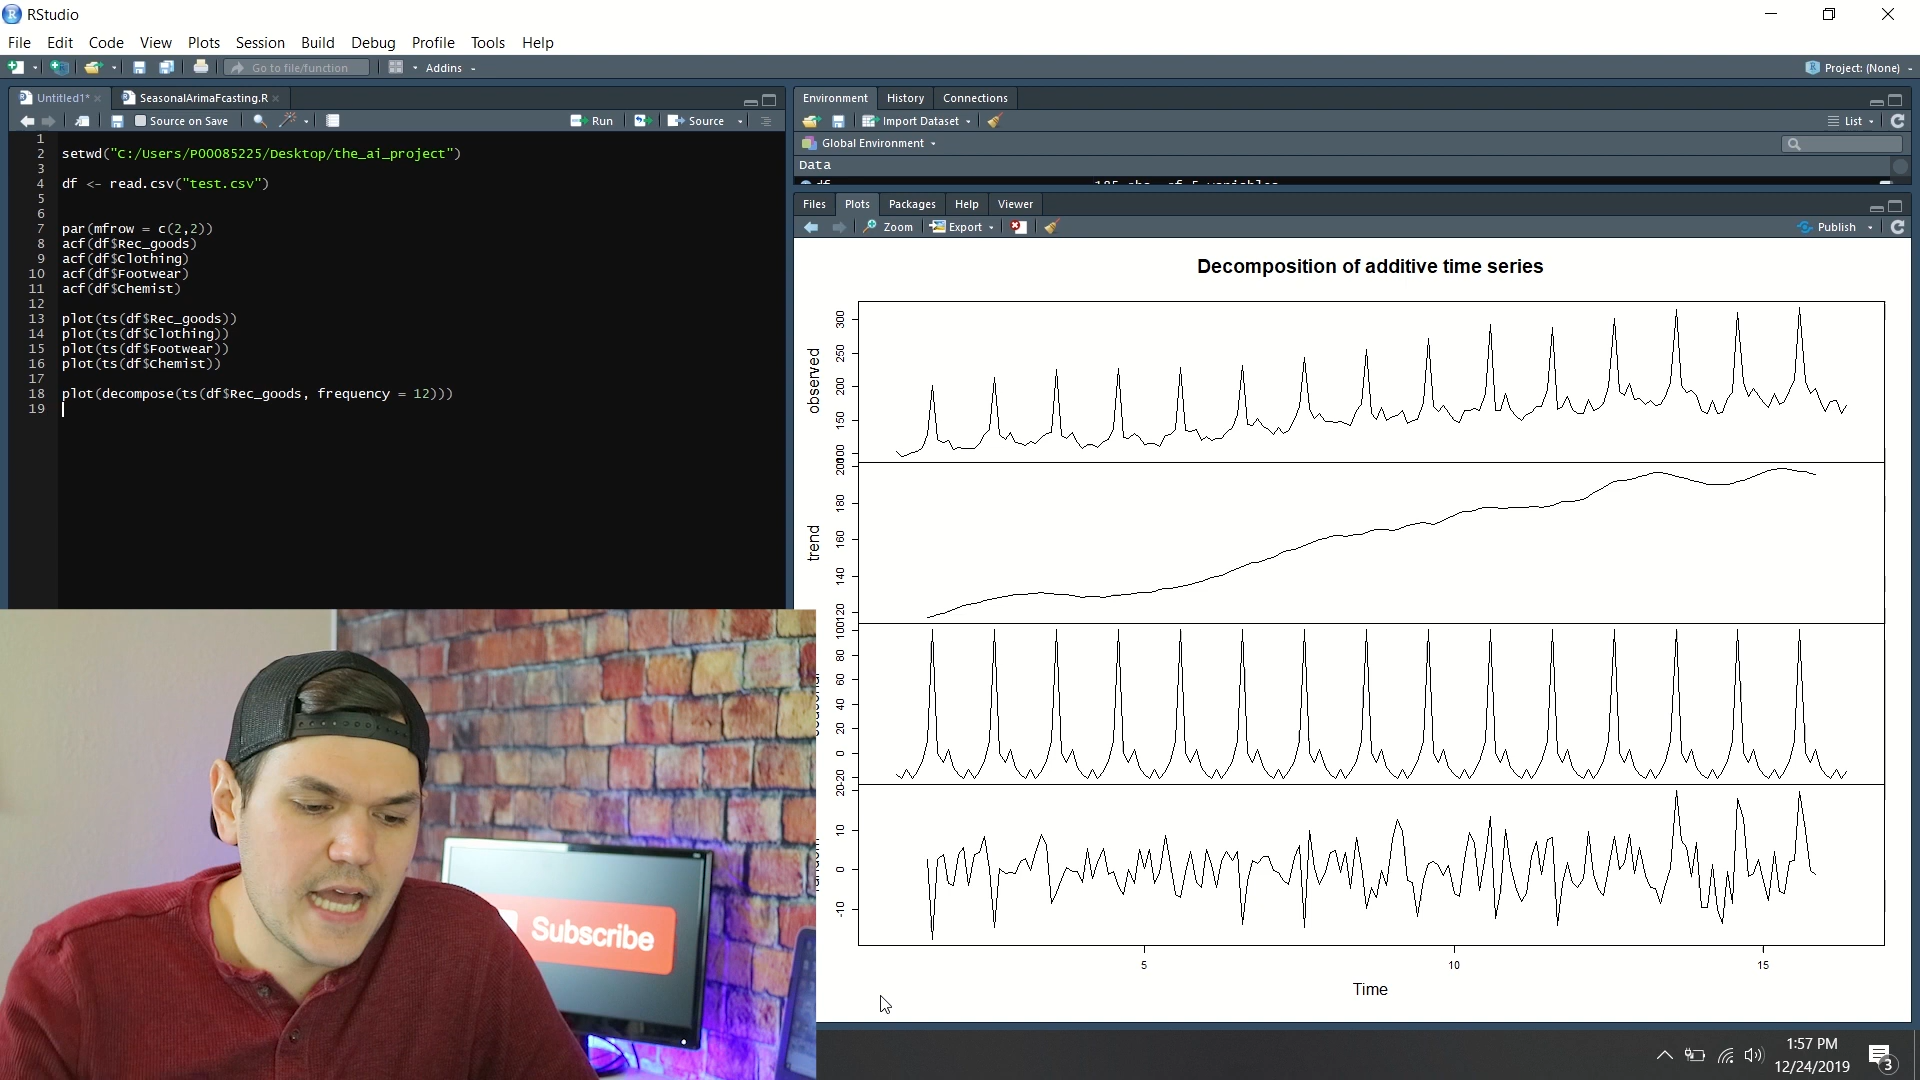 RStudio
File Edit Code View Plots Session Build Debug Profile Tools Help
Go to file/function Addins Project: (None)
Untitled1* SeasonalArimaFcasting.R
Source on Save Run Source
1
2 setwd("C:/Users/P00085225/Desktop/the_ai_project")
3
4 df <- read.csv("test.csv")
5
6
7 par(mfrow = c(2,2))
8 acf(df$Rec_goods)
9 acf(df$Clothing)
10 acf(df$Footwear)
11 acf(df$Chemist)
12
13 plot(ts(df$Rec_goods))
14 plot(ts(df$Clothing))
15 plot(ts(df$Footwear))
16 plot(ts(df$Chemist))
17
18 plot(decompose(ts(df$Rec_goods, frequency = 12)))
19
Environment History Connections
Import Dataset List
Global Environment
Data
Files Plots Packages Help Viewer
Zoom Export Publish
Decomposition of additive time series
observed
300
250
200
150
100
trend
200
180
160
140
120
100
80
60
40
20
0
-20
20
10
0
-10
5 10 15
Time
Subscribe
1:57 PM
12/24/2019
3